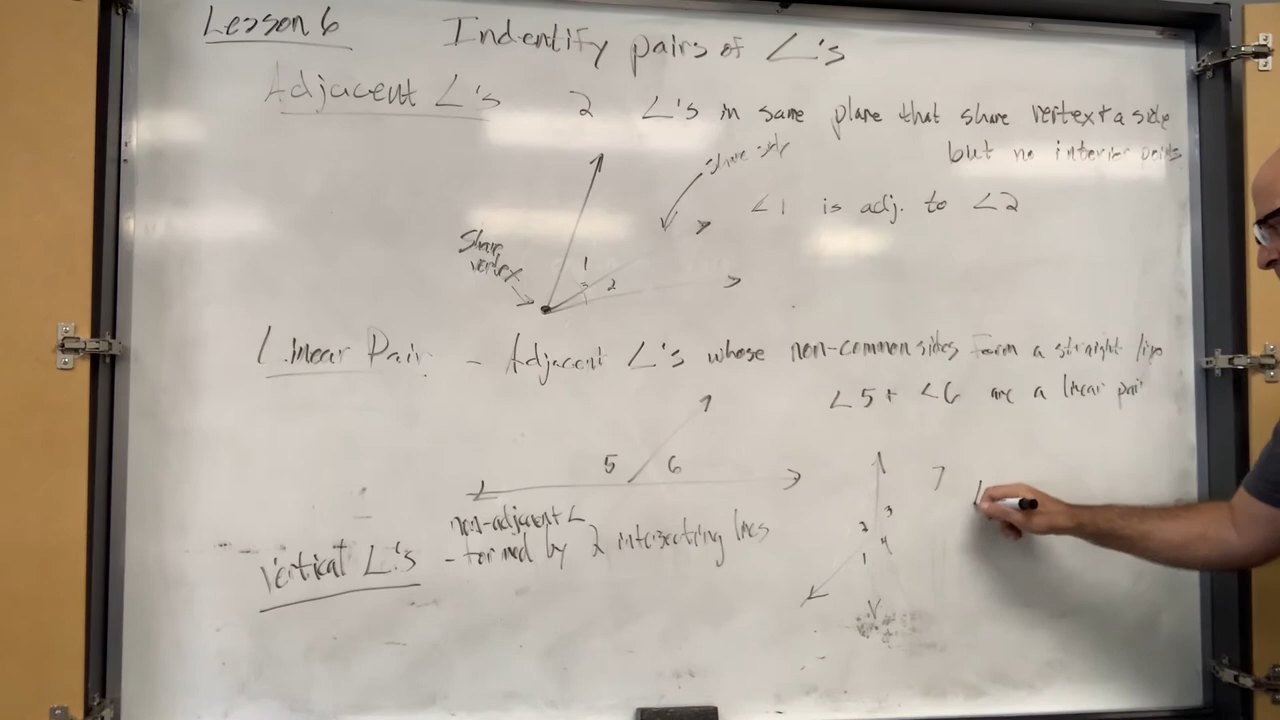 Lesson 6
Indentify pairs of ∠'s
Adjacent ∠'s 2 ∠'s in same plane that share vertex + a side
but no interior points
share side
∠1 is adj. to ∠2
Share
vertex
1
2
Linear Pair. - Adjacent ∠'s whose non-common sides form a straight line
∠5 + ∠6 are a linear pair
5 6
non-adjacent ∠
Vertical ∠'s - formed by 2 intersecting lines
3
2
4
1